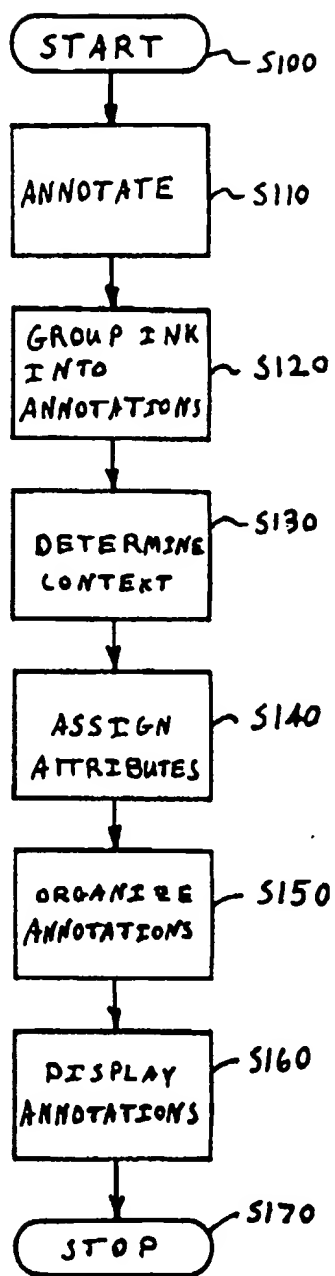 START
S100
ANNOTATE
S110
GROUP INK
INTO
ANNOTATIONS
S120
DETERMINE
CONTEXT
S130
ASSIGN
ATTRIBUTES
S140
ORGANIZE
ANNOTATIONS
S150
DISPLAY
ANNOTATIONS
S160
STOP
S170